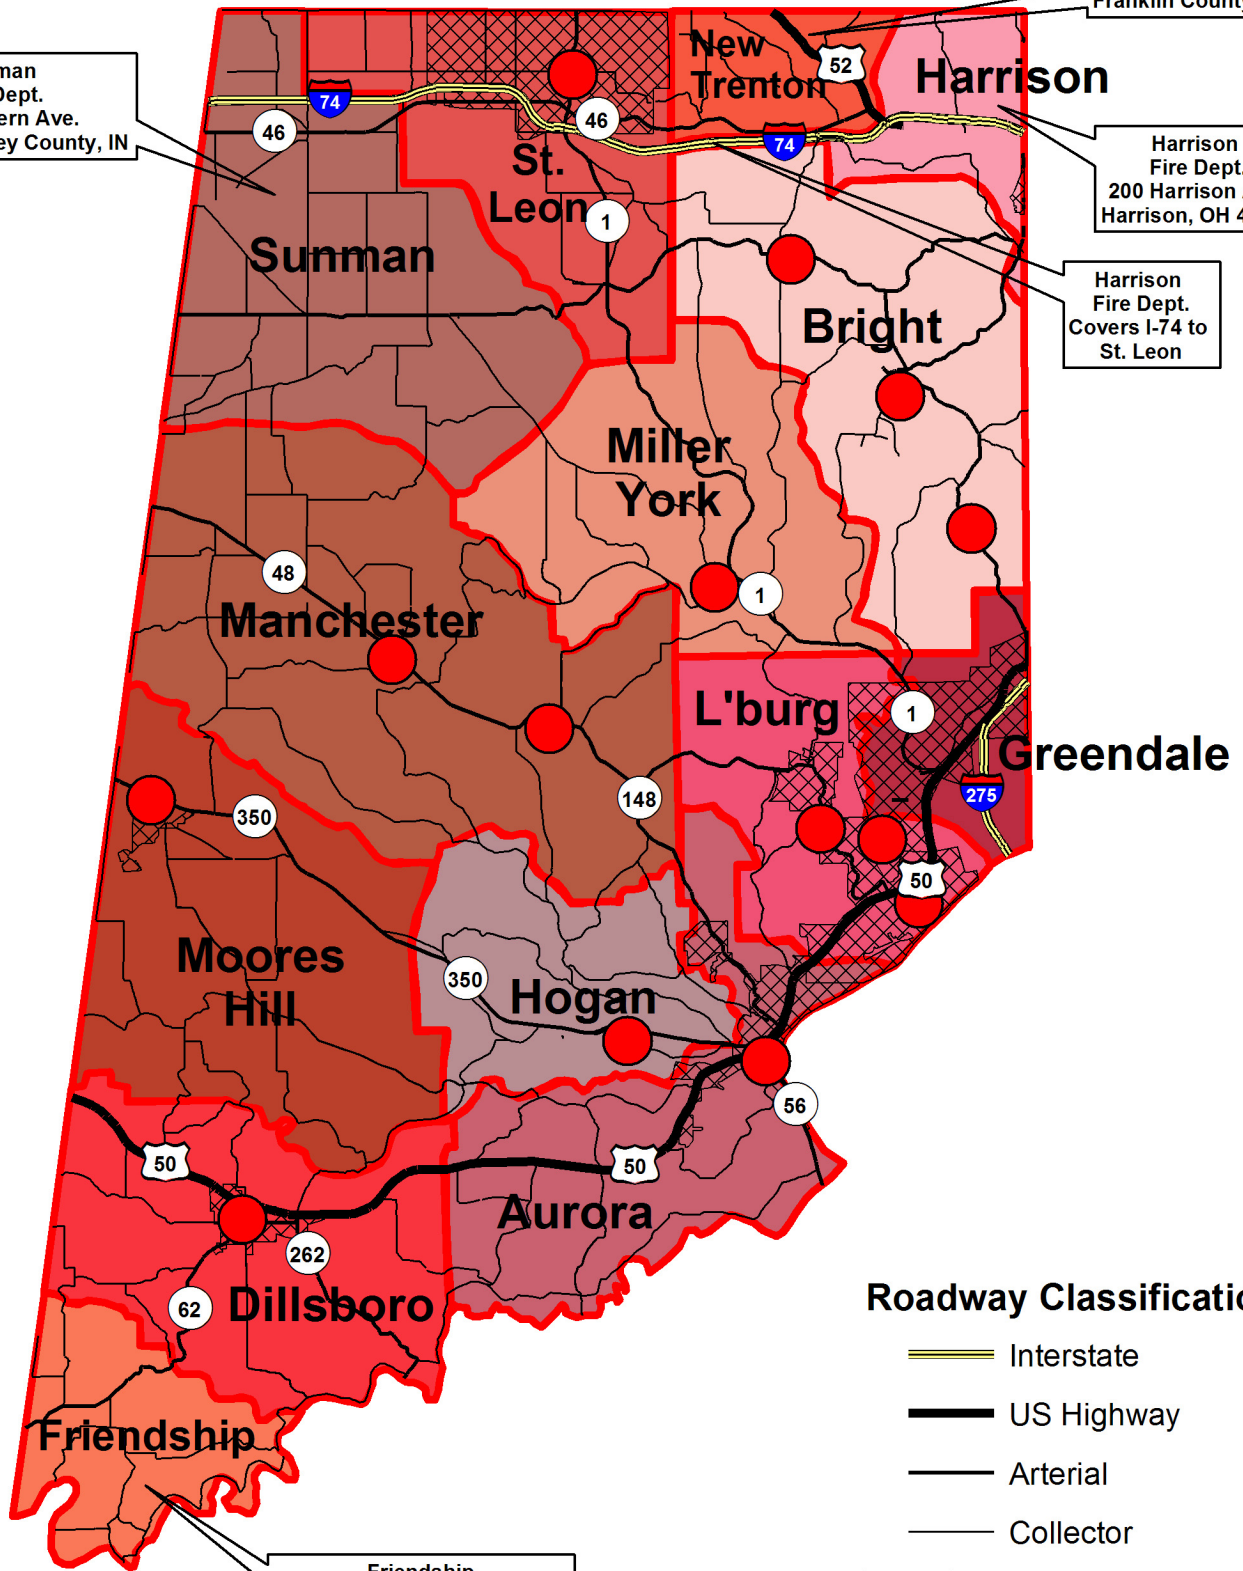 Franklin County
New
Trenton
52
Harrison
man
Dept.
ern Ave.
ey County, IN
74
46
46
74
Harrison
Fire Dept.
200 Harrison
Harrison, OH 4
St.
Leon
1
Sunman
Harrison
Fire Dept.
Covers I-74 to
St. Leon
Bright
Miller
York
48
1
Manchester
L'burg
1
Greendale
275
148
350
50
Moores
Hill
350
Hogan
56
50
50
Aurora
262
62
Dillsboro
Roadway Classificatio
Interstate
US Highway
Arterial
Collector
Friendship
Friendship